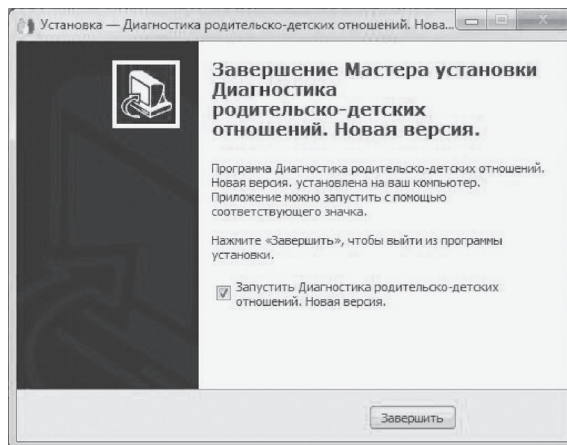 Установка — Диагностика родительско-детских отношений. Нова...
Завершение Мастера установки
Диагностика
родительско-детских
отношений. Новая версия.
Программа Диагностика родительско-детских отношений.
Новая версия. установлена на ваш компьютер.
Приложение можно запустить с помощью
соответствующего значка.
Нажмите «Завершить», чтобы выйти из программы
установки.
Запустить Диагностика родительско-детских
отношений. Новая версия.
Завершить